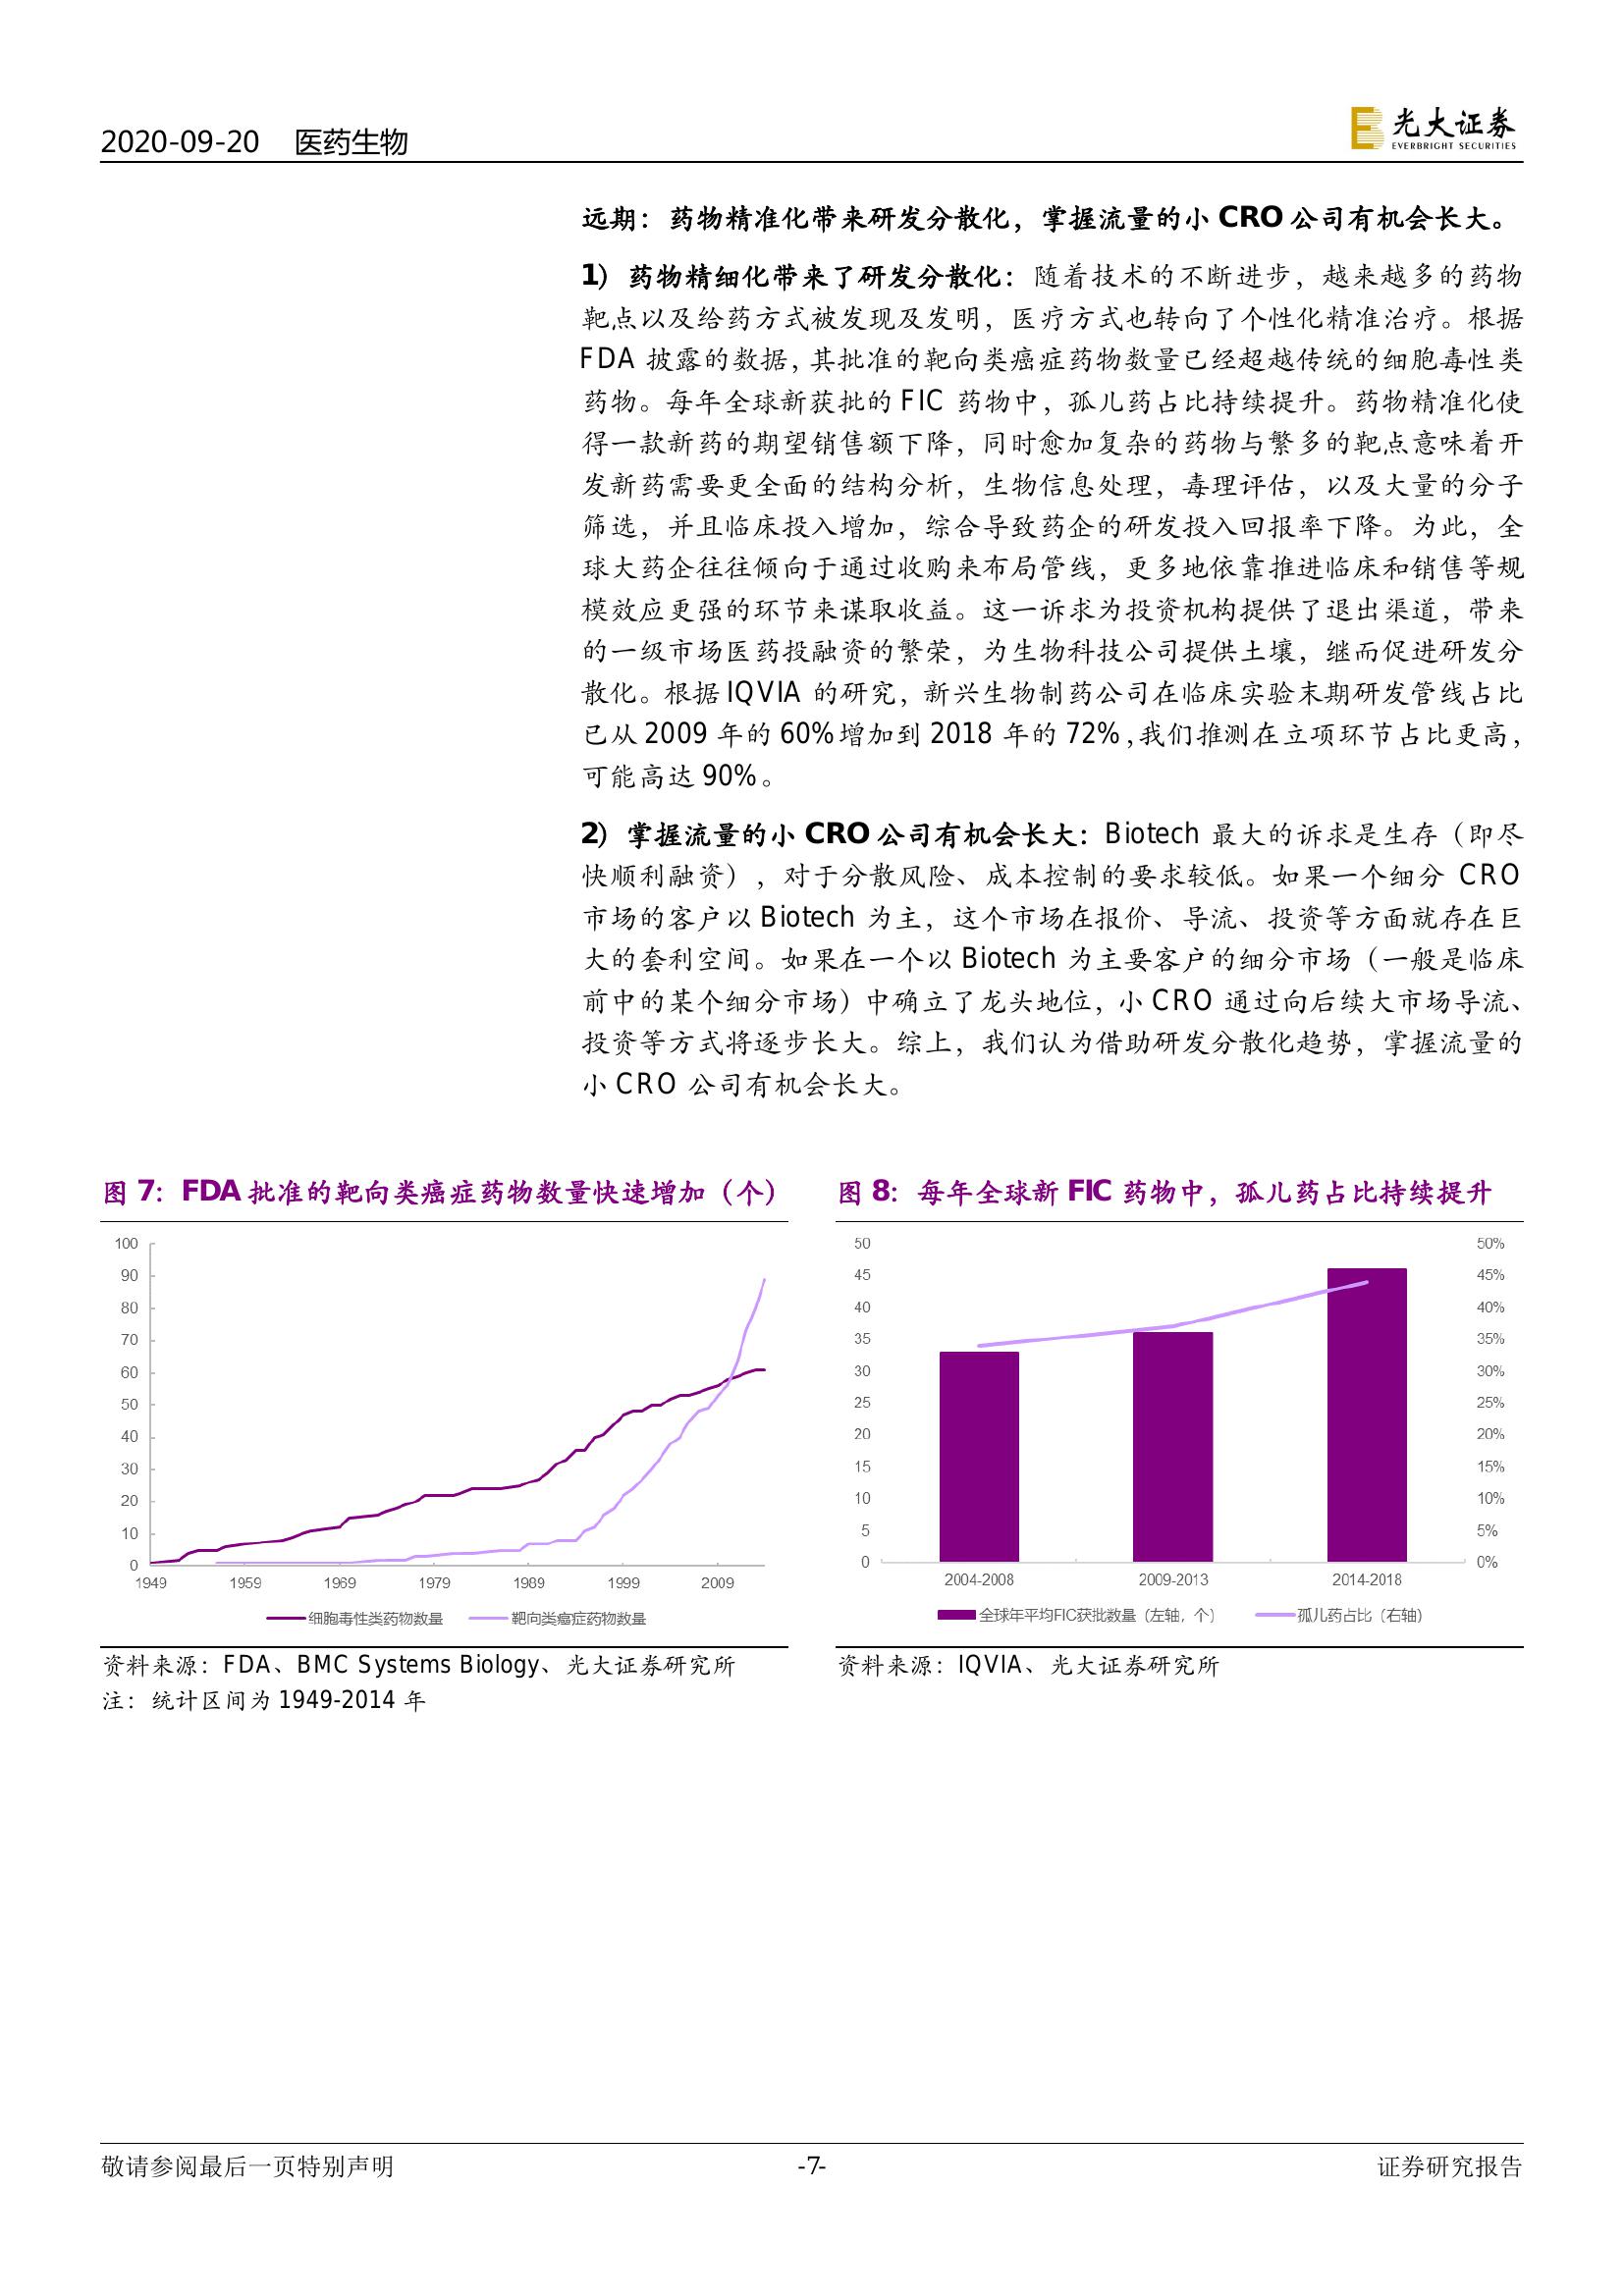 2020-09-20 医药生物
光大证券
EVERBRIGHT SECURITIES
远期：药物精准化带来研发分散化，掌握流量的小 CRO 公司有机会长大。
1）药物精细化带来了研发分散化：随着技术的不断进步，越来越多的药物
靶点以及给药方式被发现及发明，医疗方式也转向了个性化精准治疗。根据
FDA 披露的数据，其批准的靶向类癌症药物数量已经超越传统的细胞毒性类
药物。每年全球新获批的 FIC 药物中，孤儿药占比持续提升。药物精准化使
得一款新药的期望销售额下降，同时愈加复杂的药物与繁多的靶点意味着开
发新药需要更全面的结构分析，生物信息处理，毒理评估，以及大量的分子
筛选，并且临床投入增加，综合导致药企的研发投入回报率下降。为此，全
球大药企往往倾向于通过收购来布局管线，更多地依靠推进临床和销售等规
模效应更强的环节来谋取收益。这一诉求为投资机构提供了退出渠道，带来
的一级市场医药投融资的繁荣，为生物科技公司提供土壤，继而促进研发分
散化。根据 IQVIA 的研究，新兴生物制药公司在临床实验末期研发管线占比
已从 2009 年的 60%增加到 2018 年的 72%，我们推测在立项环节占比更高，
可能高达 90%。
2）掌握流量的小 CRO 公司有机会长大：Biotech 最大的诉求是生存（即尽
快顺利融资），对于分散风险、成本控制的要求较低。如果一个细分 CRO
市场的客户以 Biotech 为主，这个市场在报价、导流、投资等方面就存在巨
大的套利空间。如果在一个以 Biotech 为主要客户的细分市场（一般是临床
前中的某个细分市场）中确立了龙头地位，小 CRO 通过向后续大市场导流、
投资等方式将逐步长大。综上，我们认为借助研发分散化趋势，掌握流量的
小 CRO 公司有机会长大。
图 7：FDA 批准的靶向类癌症药物数量快速增加（个）
100
90
80
70
60
50
40
30
20
10
0
1949 1959 1969 1979 1989 1999 2009
细胞毒性类药物数量 靶向类癌症药物数量
资料来源：FDA、BMC Systems Biology、光大证券研究所
注：统计区间为 1949-2014 年
图 8：每年全球新 FIC 药物中，孤儿药占比持续提升
50 50%
45 45%
40 40%
35 35%
30 30%
25 25%
20 20%
15 15%
10 10%
5 5%
0 0%
2004-2008 2009-2013 2014-2018
全球年平均FIC获批数量（左轴，个） 孤儿药占比（右轴）
资料来源：IQVIA、光大证券研究所
敬请参阅最后一页特别声明 -7- 证券研究报告